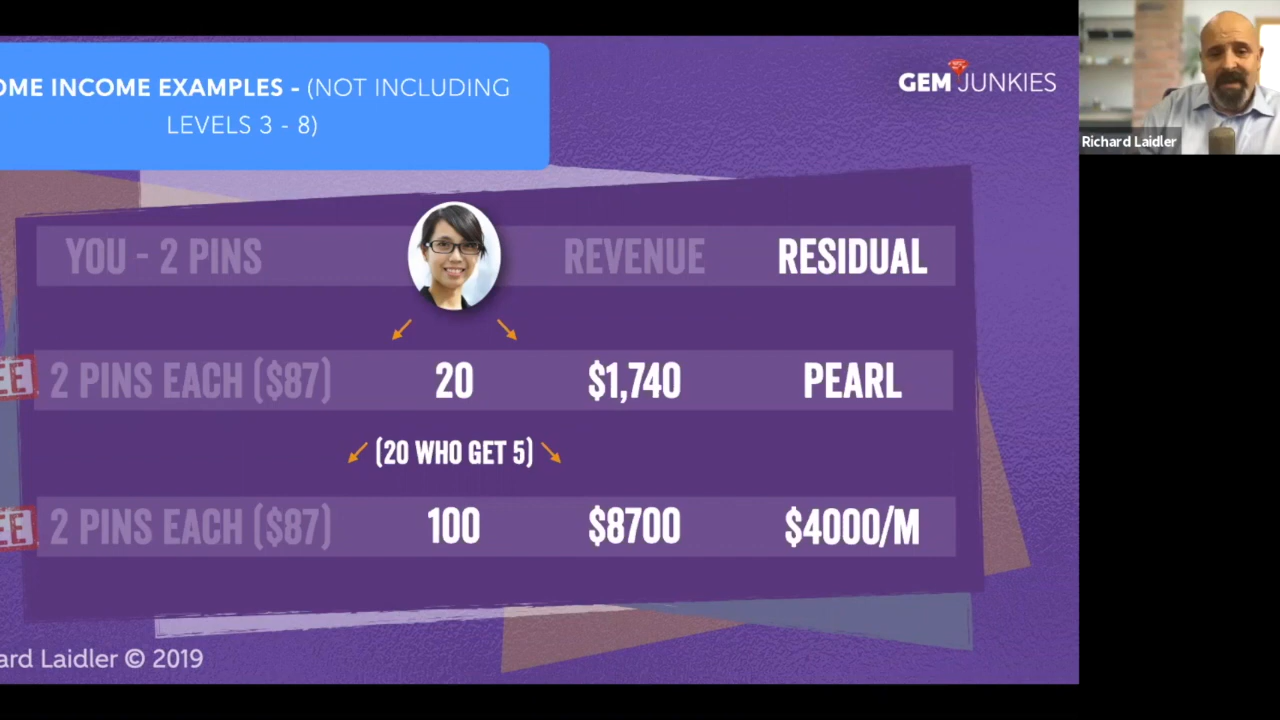 OME INCOME EXAMPLES - (NOT INCLUDING
LEVELS 3 - 8)
GEM JUNKIES
Richard Laidler
YOU - 2 PINS
REVENUE
RESIDUAL
EE
2 PINS EACH ($87)
20
$1,740
PEARL
(20 WHO GET 5)
EE
2 PINS EACH ($87)
100
$8700
$4000/M
ard Laidler © 2019